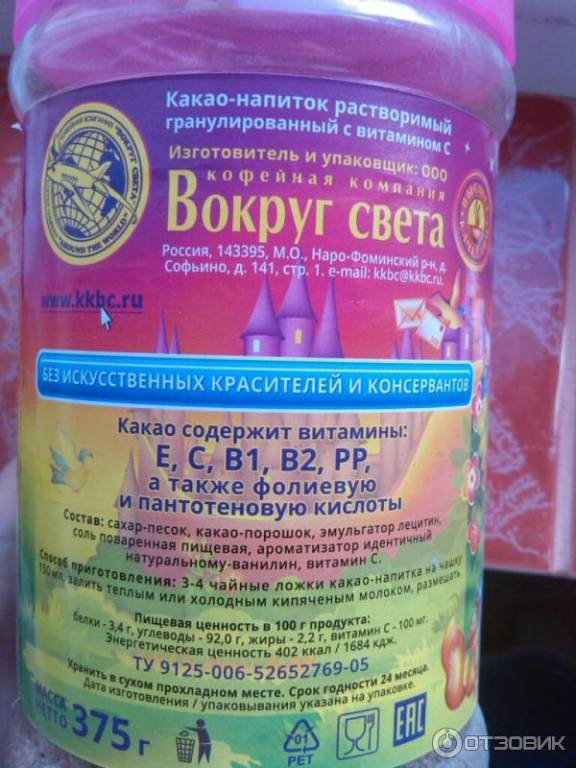 Какао-напиток растворимый
гранулированный с витамином С
Изготовитель и упаковщик: ООО
кофейная компания
Вокруг света
Россия, 143395, М.О., Наро-Фоминский р-н, д.
Софьино, д. 141, стр. 1. e-mail: kkbc@kkbc.ru.
"ВОКРУГ СВЕТА"
"AROUND THE WORLD"
www.kkbc.ru
БЕЗ ИСКУССТВЕННЫХ КРАСИТЕЛЕЙ И КОНСЕРВАНТОВ
Какао содержит витамины:
Е, С, В1, В2, РР,
а также фолиевую
и пантотеновую кислоты
Состав: сахар-песок, какао-порошок, эмульгатор лецитин,
соль поваренная пищевая, ароматизатор идентичный
натуральному-ванилин, витамин С.
Способ приготовления: 3-4 чайные ложки какао-напитка на чашку
150 мл, залить теплым или холодным кипяченым молоком, размешать.
Пищевая ценность в 100 г продукта:
белки - 3,4 г, углеводы - 92,0 г, жиры - 2,2 г, витамин С - 100 мг.
Энергетическая ценность 402 ккал / 1684 кдж.
ТУ 9125-006-52652769-05
Хранить в сухом прохладном месте. Срок годности 24 месяца.
Дата изготовления / упаковывания указана на упаковке.
МАССА
НЕТТО 375 г
01
PET
ЕАС
ОТЗОВИК